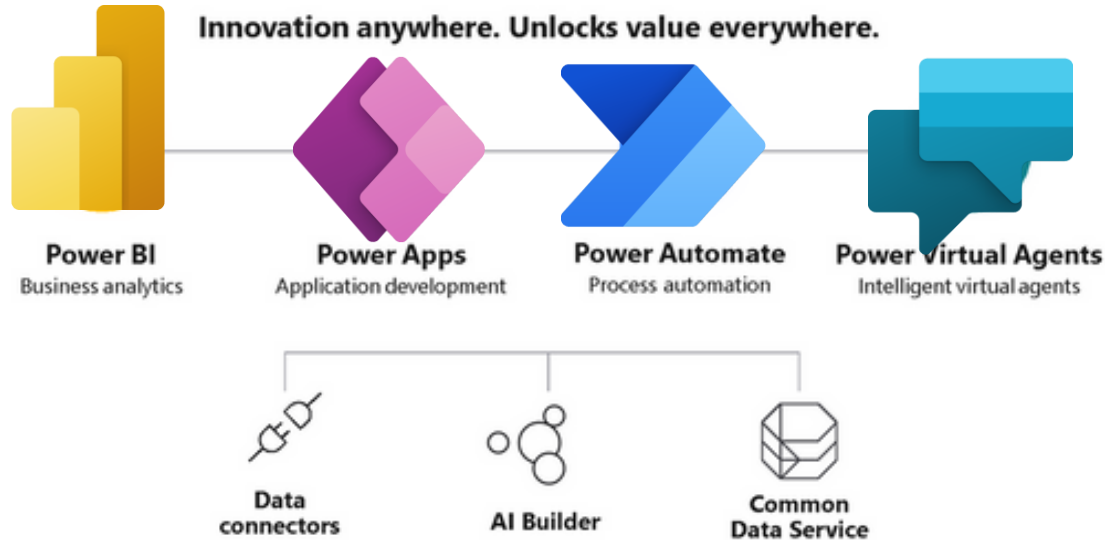 Innovation anywhere. Unlocks value everywhere.
Power BI
Business analytics
Power Apps
Application development
Power Automate
Process automation
Power Virtual Agents
Intelligent virtual agents
Data
connectors
AI Builder
Common
Data Service